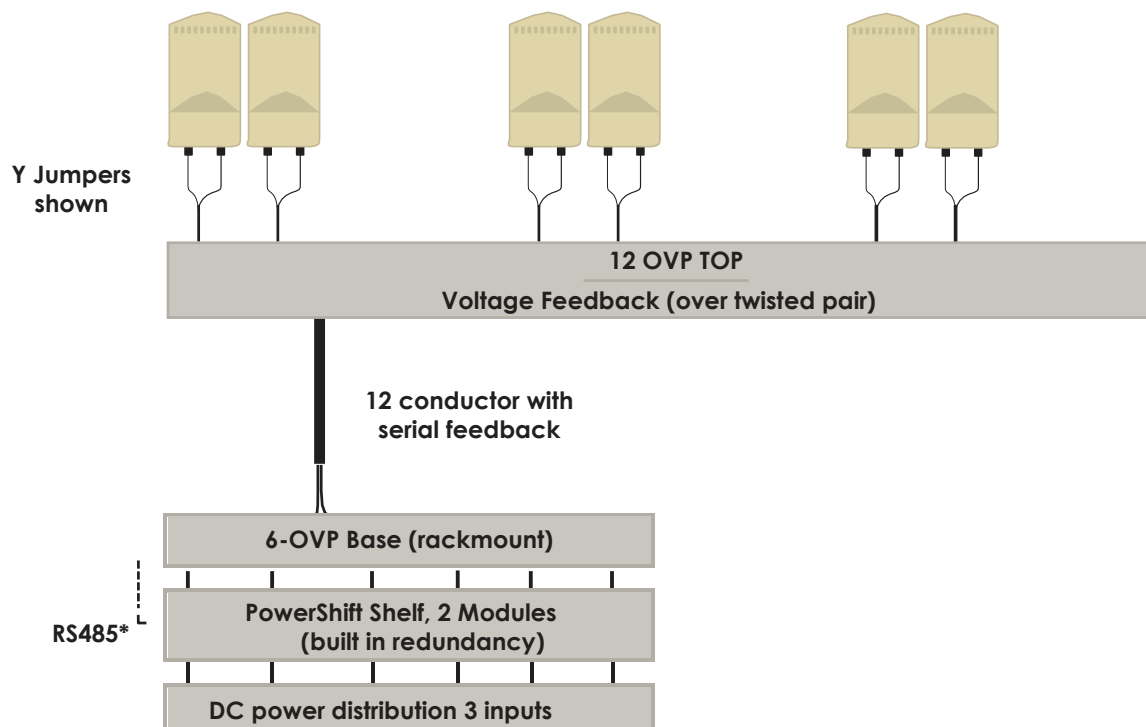 Y Jumpers
shown
12 OVP TOP
Voltage Feedback (over twisted pair)
12 conductor with
serial feedback
6-OVP Base (rackmount)
RS485*
PowerShift Shelf, 2 Modules
(built in redundancy)
DC power distribution 3 inputs